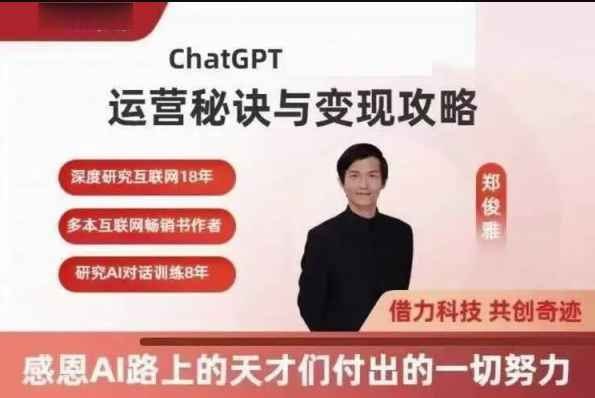 ChatGPT
运营秘诀与变现攻略
深度研究互联网18年
多本互联网畅销书作者
研究AI对话训练8年
郑俊雅
借力科技 共创奇迹
感恩AI路上的天才们付出的一切努力